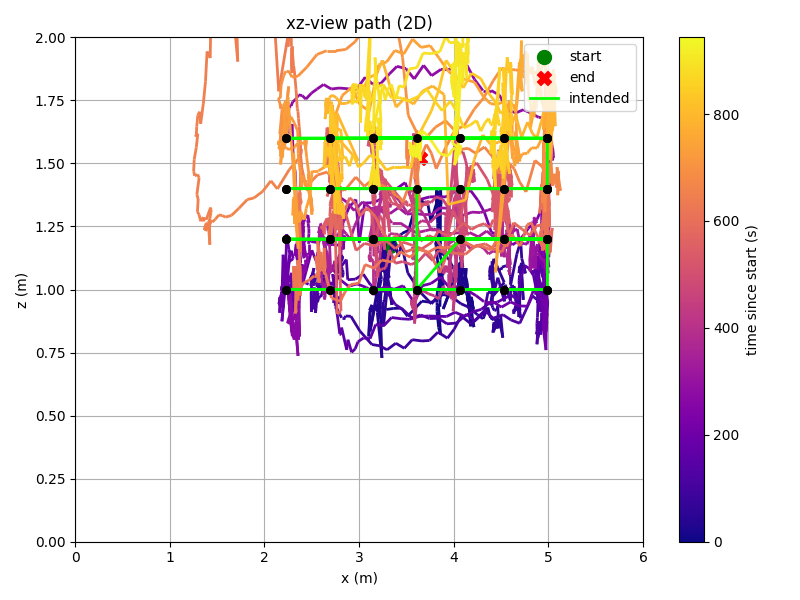 xz-view path (2D)
start
end
intended
2.00
1.75
1.50
1.25
1.00
0.75
0.50
0.25
0.00
z (m)
0 1 2 3 4 5 6
x (m)
800
600
400
200
0
time since start (s)